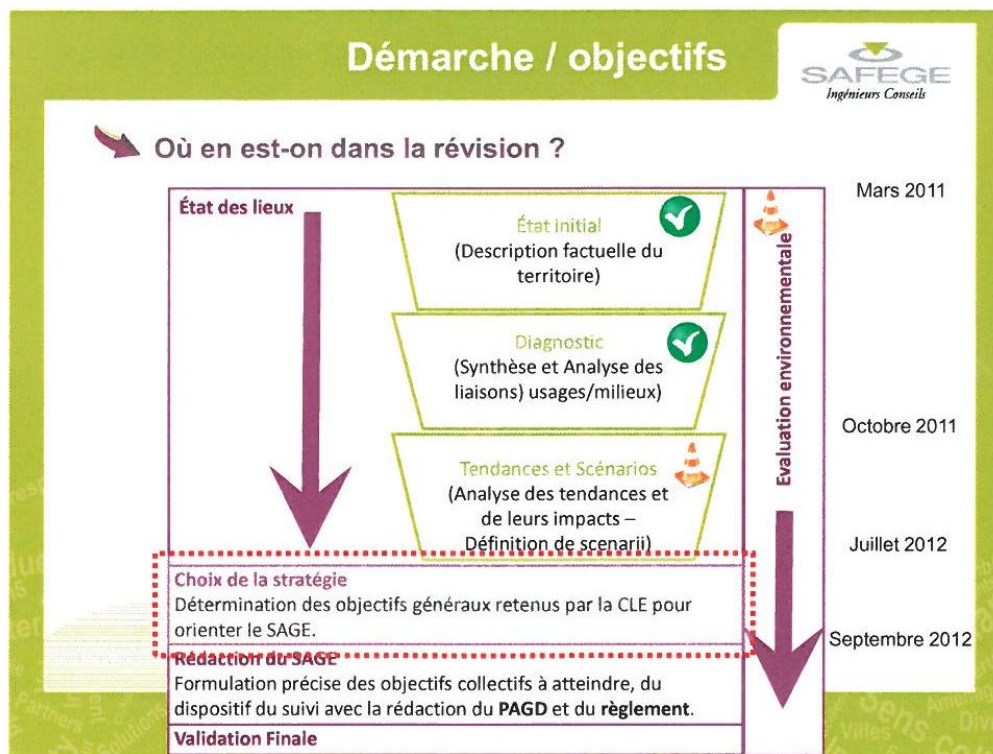 Démarche / objectifs
SAFEGE
Ingénieurs Conseils
Où en est-on dans la révision ?
État des lieux
État initial
(Description factuelle du
territoire)
Diagnostic
(Synthèse et Analyse des
liaisons) usages/milieux)
Tendances et Scénarios
(Analyse des tendances et
de leurs impacts –
Définition de scenarii)
Evaluation environnementale
Mars 2011
Octobre 2011
Juillet 2012
Septembre 2012
Choix de la stratégie
Détermination des objectifs généraux retenus par la CLE pour
orienter le SAGE.
Rédaction du SAGE
Formulation précise des objectifs collectifs à atteindre, du
dispositif du suivi avec la rédaction du PAGD et du règlement.
Validation Finale
Partners
Solution
Sens
Villes